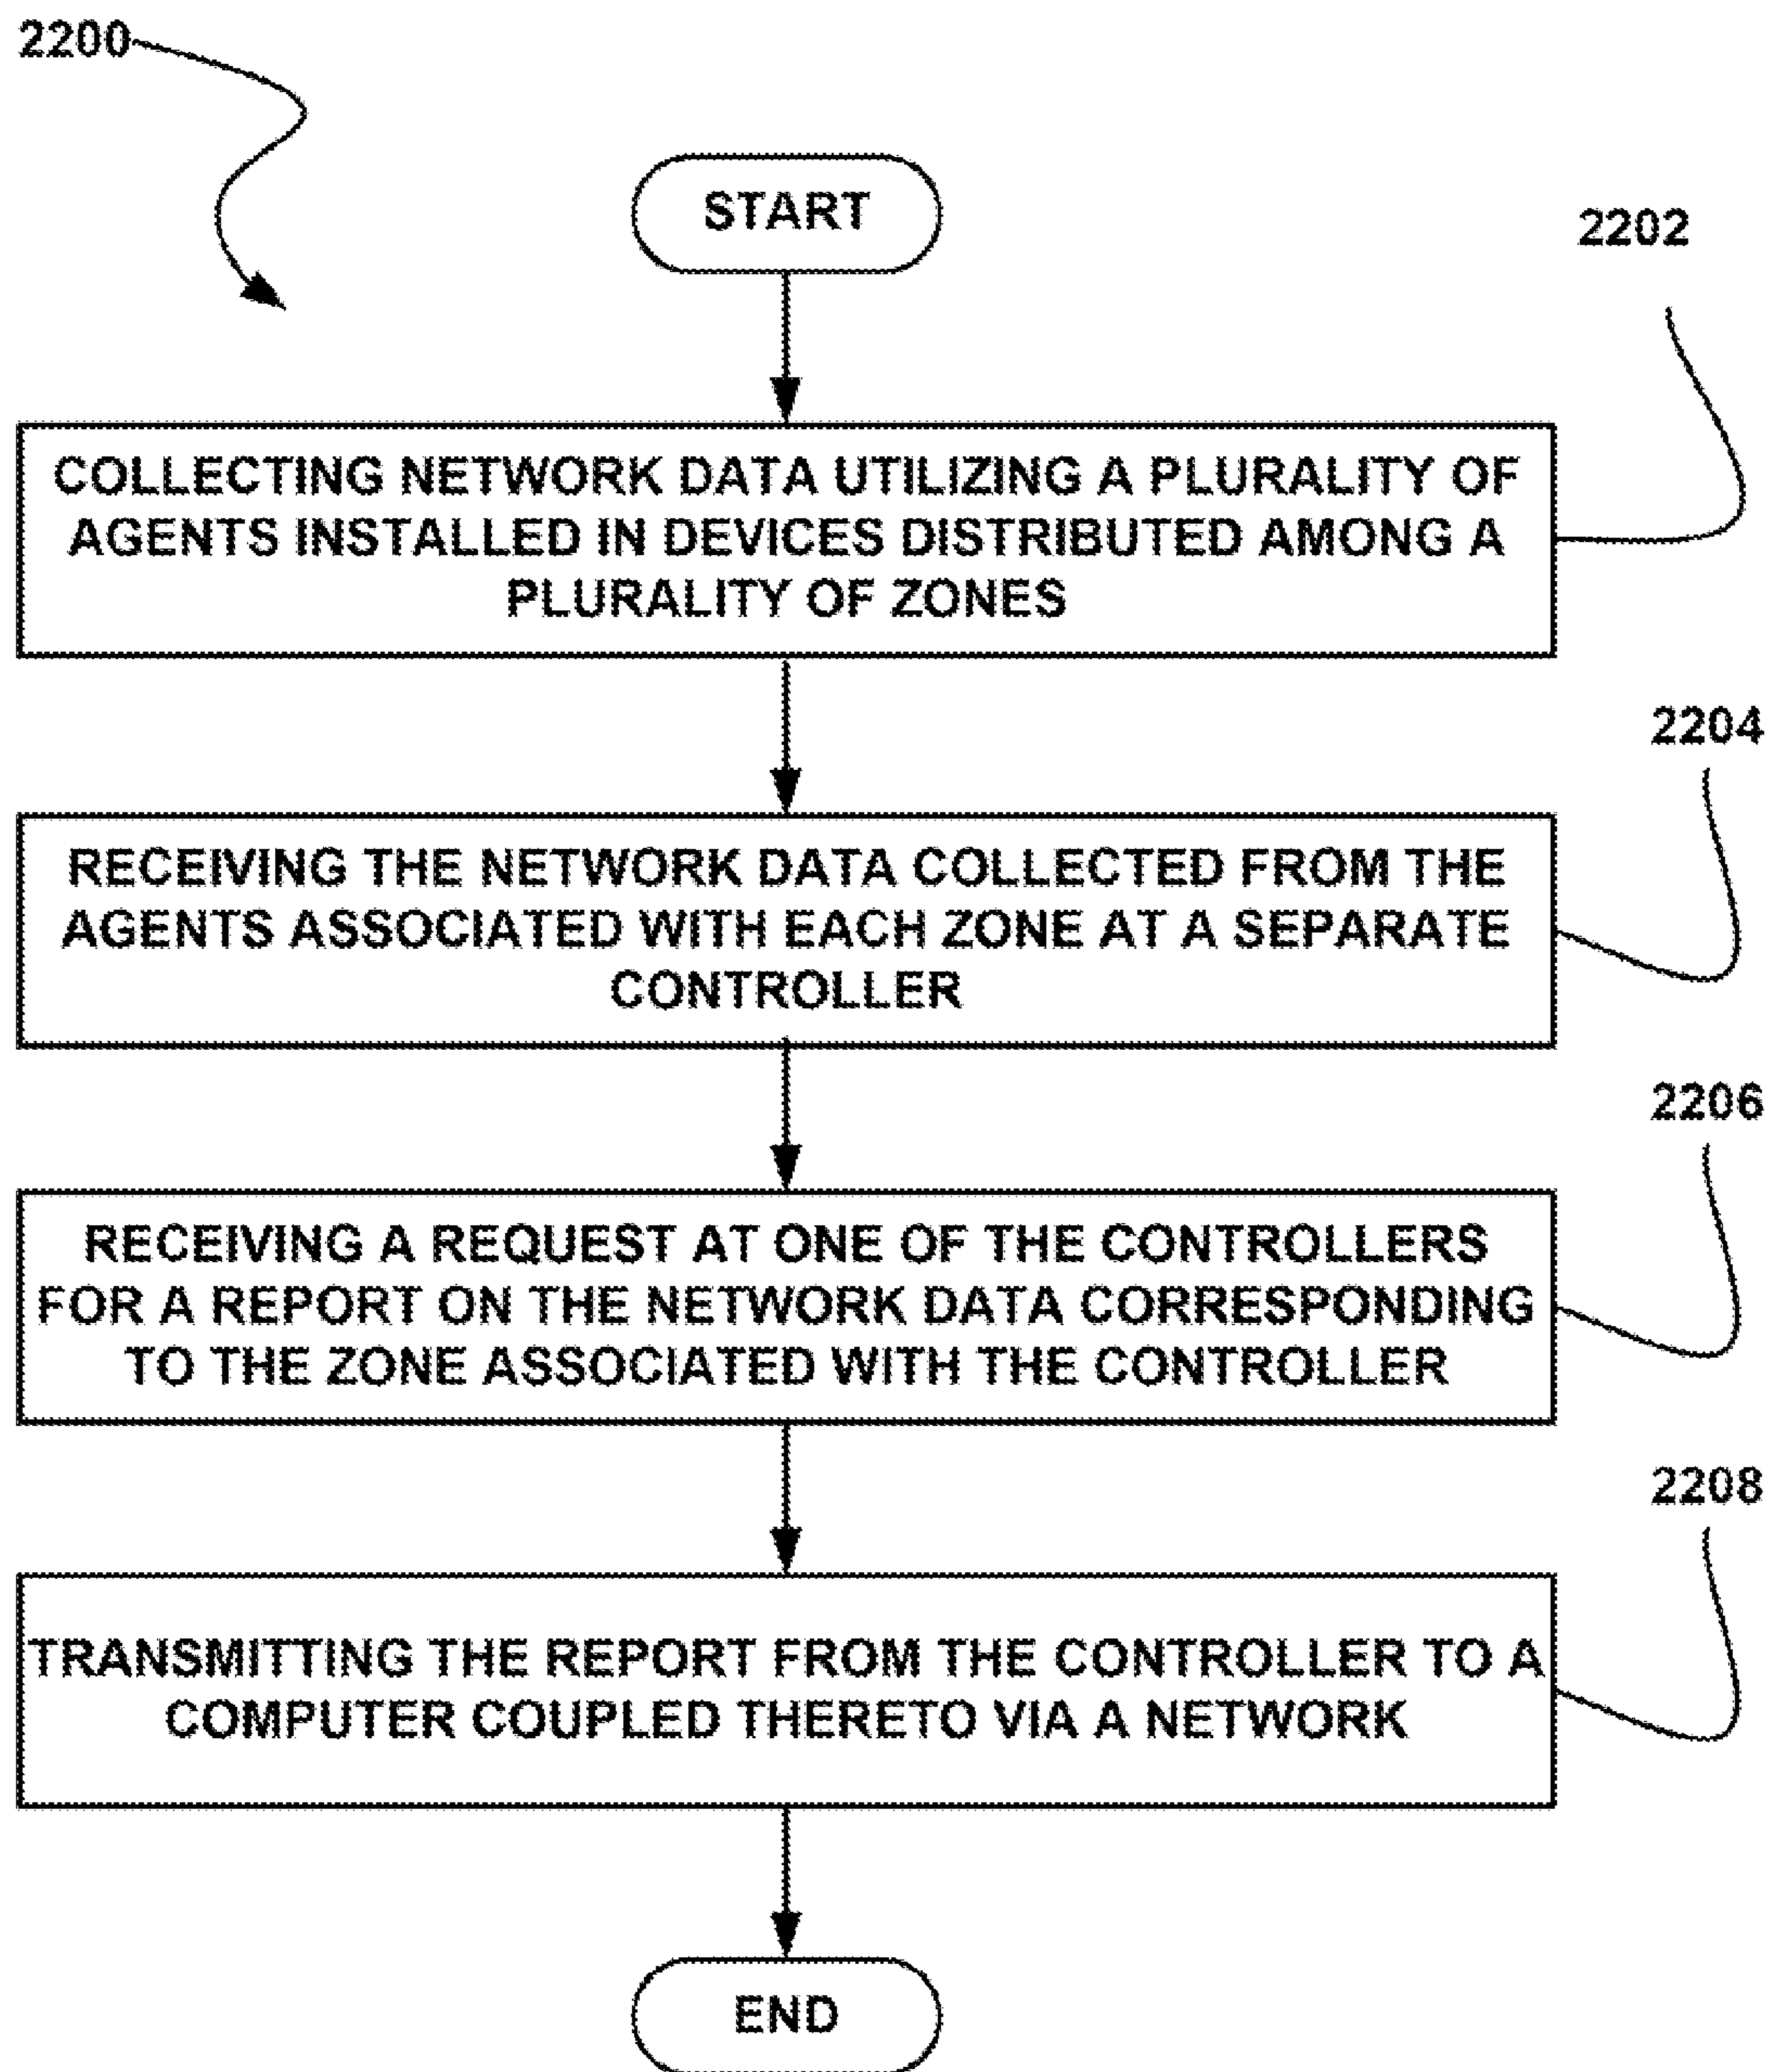 2200
START
2202
COLLECTING NETWORK DATA UTILIZING A PLURALITY OF
AGENTS INSTALLED IN DEVICES DISTRIBUTED AMONG A
PLURALITY OF ZONES
2204
RECEIVING THE NETWORK DATA COLLECTED FROM THE
AGENTS ASSOCIATED WITH EACH ZONE AT A SEPARATE
CONTROLLER
2206
RECEIVING A REQUEST AT ONE OF THE CONTROLLERS
FOR A REPORT ON THE NETWORK DATA CORRESPONDING
TO THE ZONE ASSOCIATED WITH THE CONTROLLER
2208
TRANSMITTING THE REPORT FROM THE CONTROLLER TO A
COMPUTER COUPLED THERETO VIA A NETWORK
END